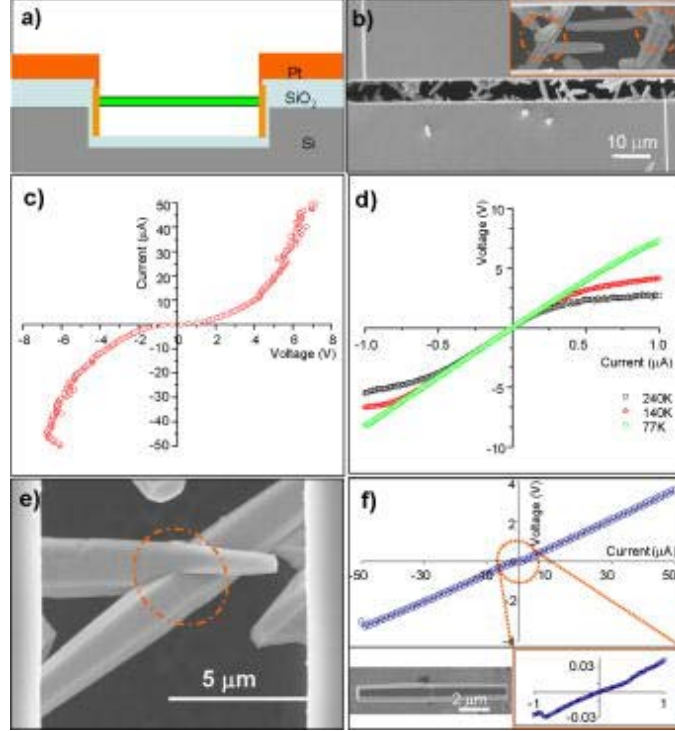 a)
Pt
SiO₂
Si
b)
10 μm
c)
Current (μA)
50
40
30
20
10
-8 -6 -4 -2 0 2 4 6 8
Voltage (V)
-10
-20
-30
-40
-50
d)
Voltage (V)
10
5
-1.0 -0.5 0.5 1.0
Current (μA)
-5
-10
240K
140K
77K
e)
5 μm
f)
4
Voltage (V)
2
Current (μA)
-50 -30 -10 10 30 50
-2
-4
2 μm
0.03
-1 1
-0.03